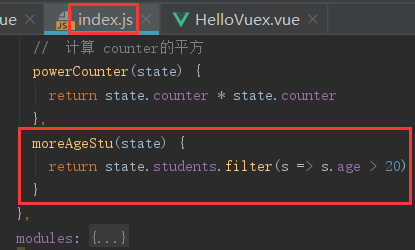 ue
index.js
HelloVuex.vue
// 计算 counter的平方
powerCounter(state) {
return state.counter * state.counter
},
moreAgeStu(state) {
return state.students.filter(s => s.age > 20)
}
},
modules: {...}